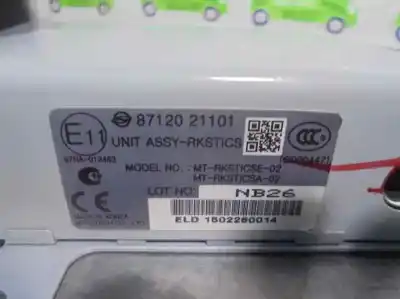 87120 21101
E11
UNIT ASSY-RKSTICS
MODEL NO.: MT-RKSTICSE-02
MT-RKSTICSA-02
LOT NO: NB26
CE
ELD 1502280014